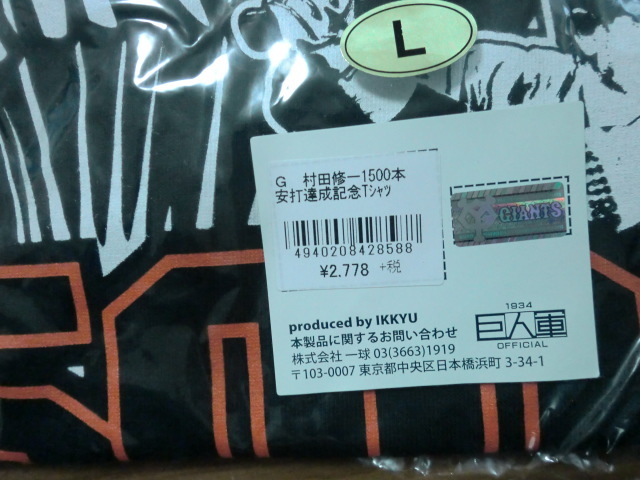 L
G 村田修一1500本
安打達成記念Tシャツ
4940208428588
¥2.778 +税
GIANTS
produced by IKKYU
本製品に関するお問い合わせ
株式会社 一球 03(3663)1919
〒103-0007 東京都中央区日本橋浜町 3-34-1
1934
巨人軍
OFFICIAL